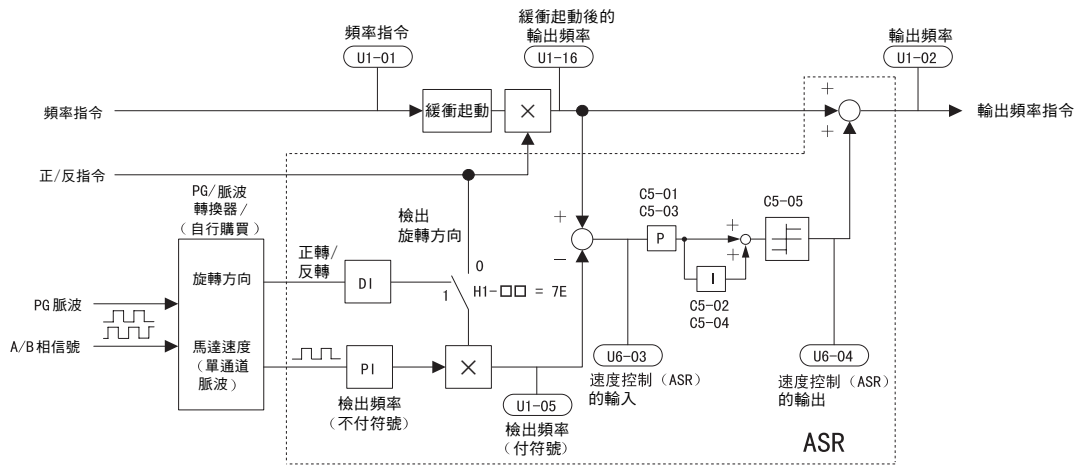 頻率指令
U1-01
緩衝起動後的
輸出頻率
U1-16
輸出頻率
U1-02
頻率指令
緩衝起動
×
+
+
輸出頻率指令
正/反指令
PG/脈波
轉換器/
(自行購買)
檢出
旋轉方向
C5-01
C5-03
C5-05
+
−
P
+
+
I
C5-02
C5-04
旋轉方向
正轉/
反轉
DI
0
1
H1-□□ = 7E
PG脈波
A/B相信號
馬達速度
(單通道
脈波)
PI
×
檢出頻率
(不付符號)
U1-05
檢出頻率
(付符號)
U6-03
速度控制(ASR)
的輸入
U6-04
速度控制(ASR)
的輸出
ASR